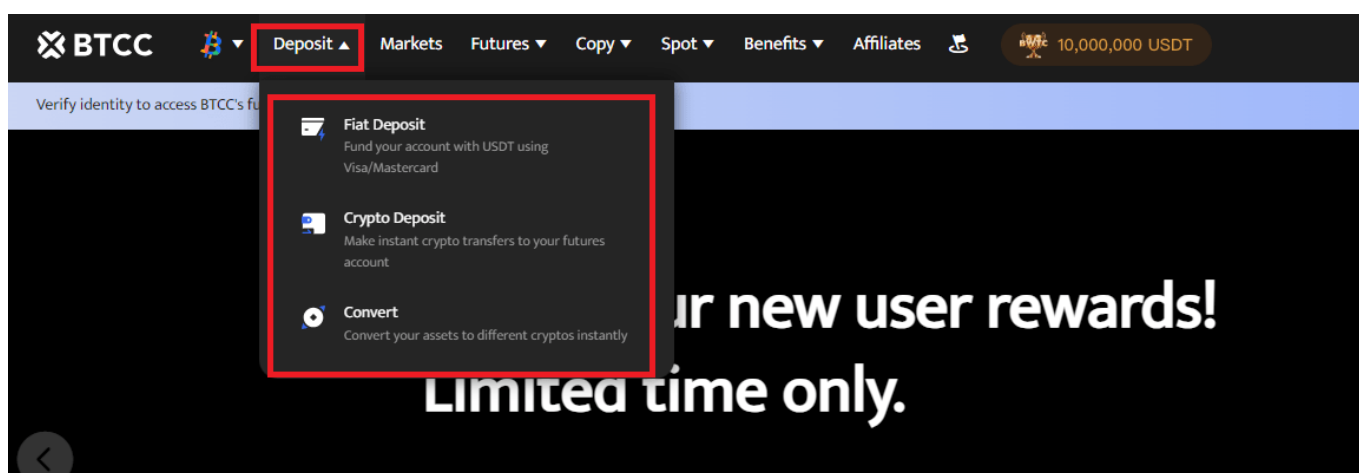 BTCC
Deposit ▲ Markets Futures ▼ Copy ▼ Spot ▼ Benefits ▼ Affiliates 10,000,000 USDT
Verify identity to access BTCC's fu
Fiat Deposit
Fund your account with USDT using
Visa/Mastercard
Crypto Deposit
Make instant crypto transfers to your futures
account
Convert
Convert your assets to different cryptos instantly
ur new user rewards!
Limited time only.